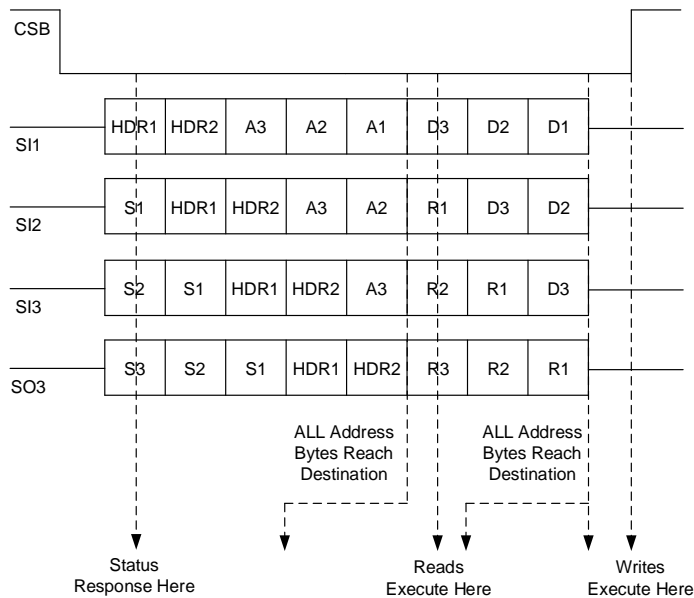 CSB
SI1 HDR1 HDR2 A3 A2 A1 D3 D2 D1
SI2 S1 HDR1 HDR2 A3 A2 R1 D3 D2
SI3 S2 S1 HDR1 HDR2 A3 R2 R1 D3
SO3 S3 S2 S1 HDR1 HDR2 R3 R2 R1
ALL Address
Bytes Reach
Destination
ALL Address
Bytes Reach
Destination
Status
Response Here
Reads
Execute Here
Writes
Execute Here